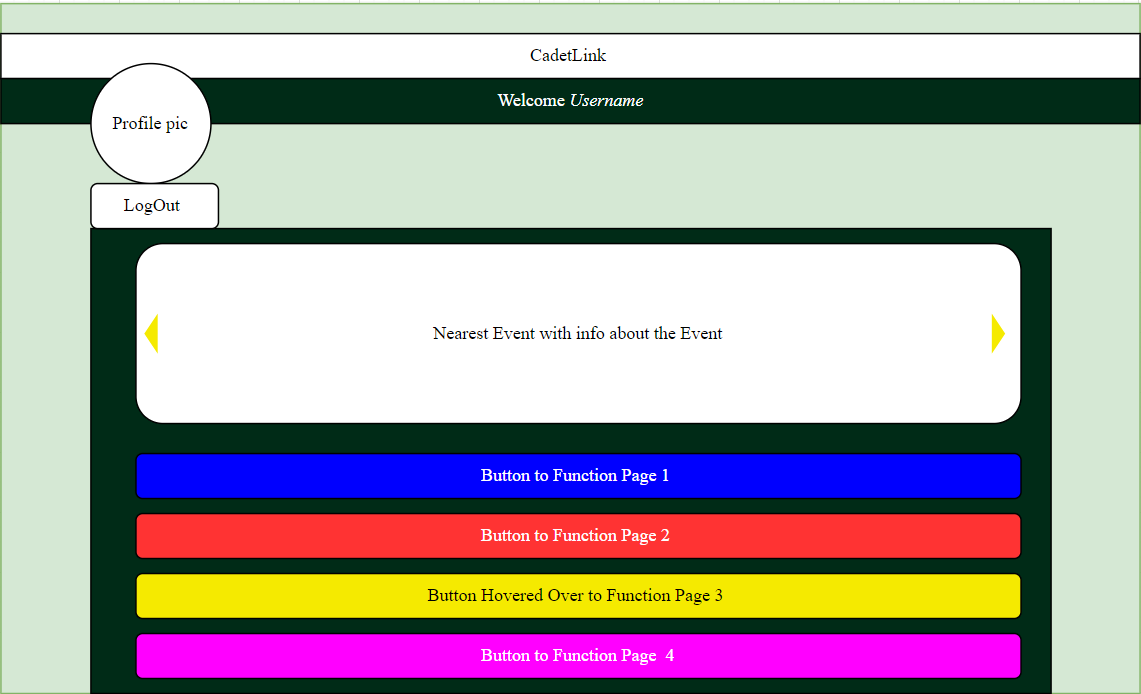 CadetLink
Welcome Username
Profile pic
LogOut
Nearest Event with info about the Event
Button to Function Page 1
Button to Function Page 2
Button Hovered Over to Function Page 3
Button to Function Page  4